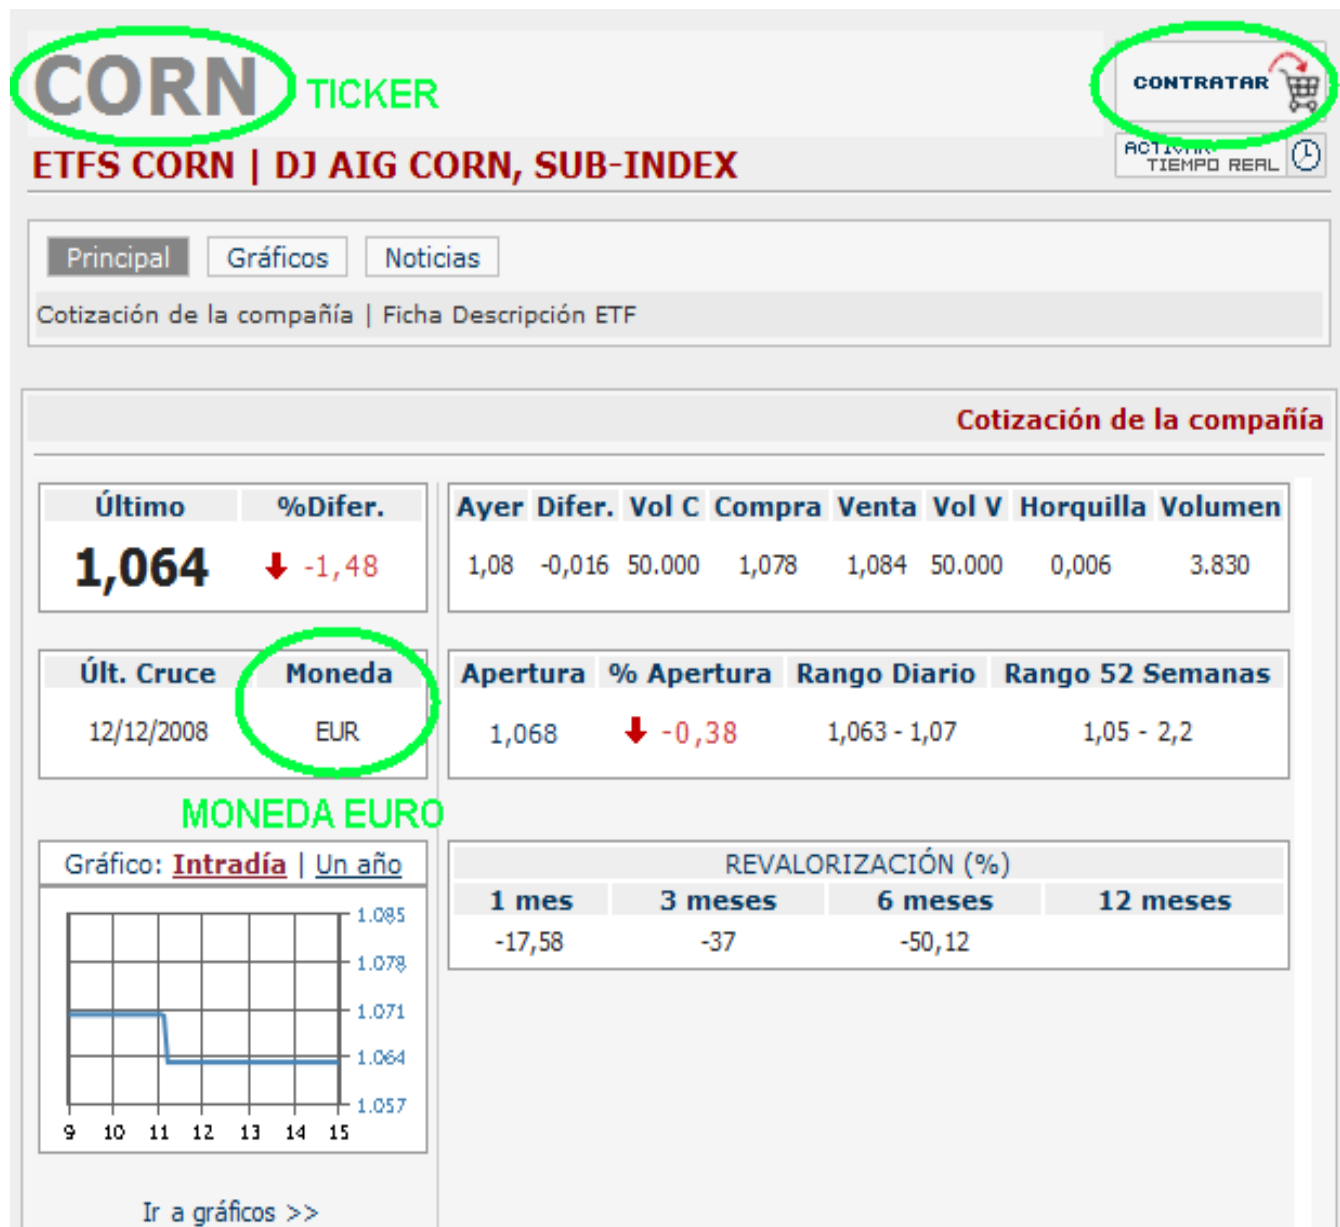 CORN TICKER
CONTRATAR
ACTIVAR
TIEMPO REAL
ETFS CORN | DJ AIG CORN, SUB-INDEX
Principal Gráficos Noticias
Cotización de la compañía | Ficha Descripción ETF
Cotización de la compañía
Último %Difer.
1,064 -1,48
Ayer Difer. Vol C Compra Venta Vol V Horquilla Volumen
1,08 -0,016 50.000 1,078 1,084 50.000 0,006 3.830
Últ. Cruce Moneda
12/12/2008 EUR
Apertura % Apertura Rango Diario Rango 52 Semanas
1,068 -0,38 1,063 - 1,07 1,05 - 2,2
MONEDA EURO
Gráfico: Intradía | Un año
1.085
1.078
1.071
1.064
1.057
9 10 11 12 13 14 15
REVALORIZACIÓN (%)
1 mes 3 meses 6 meses 12 meses
-17,58 -37 -50,12
Ir a gráficos >>